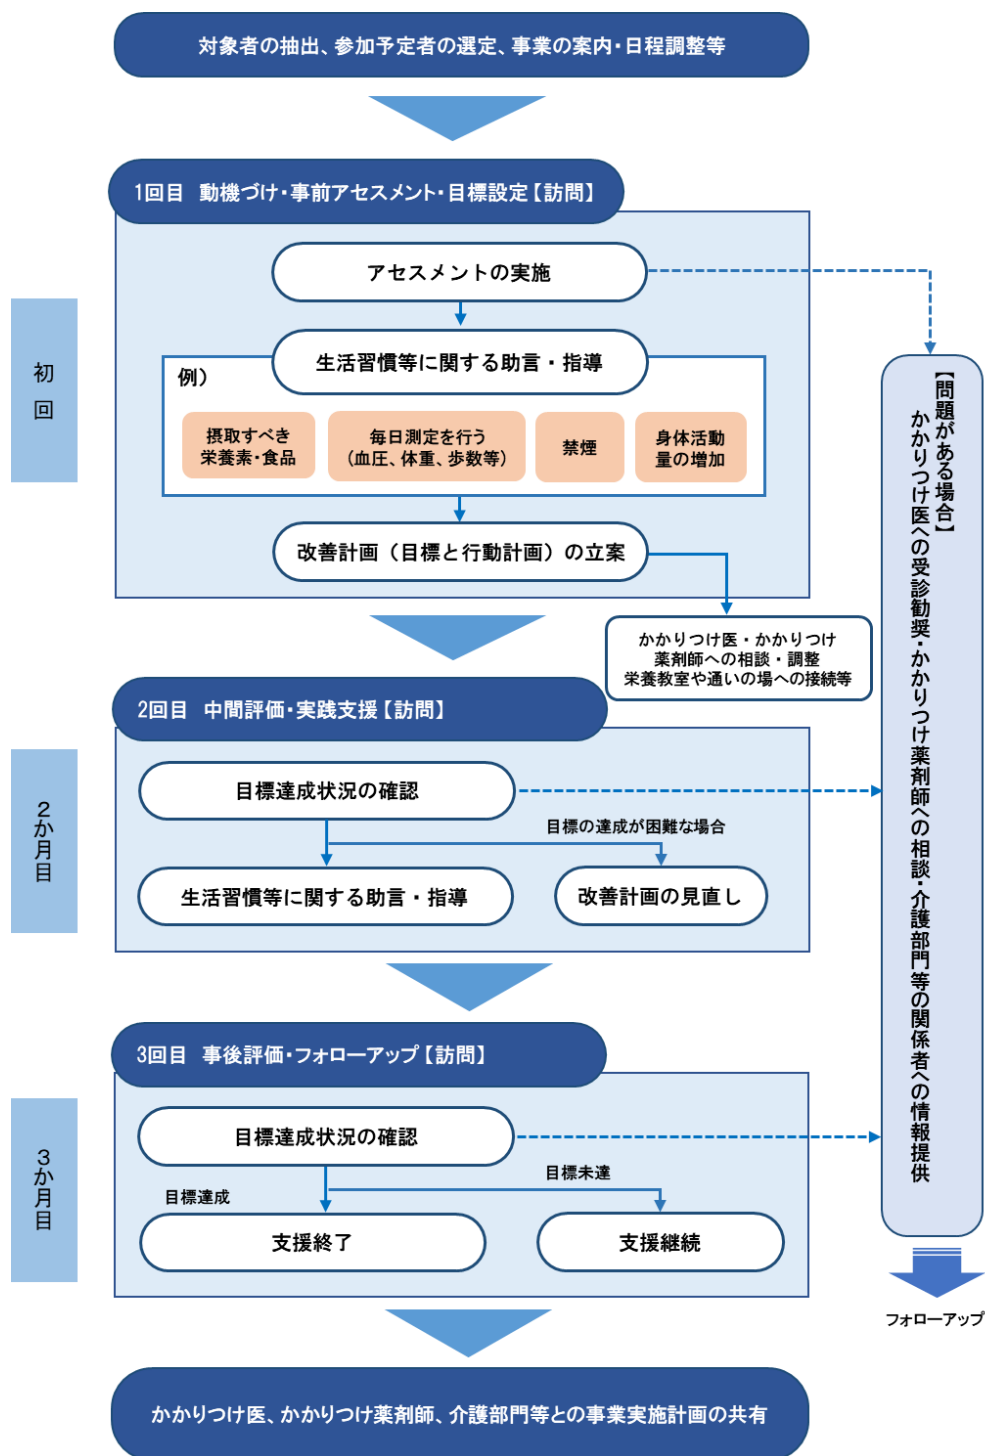 対象者の抽出、参加予定者の選定、事業の案内・日程調整等
1回目　動機づけ・事前アセスメント・目標設定【訪問】
初回
アセスメントの実施
生活習慣等に関する助言・指導
例）
摂取すべき
栄養素・食品
毎日測定を行う
（血圧、体重、歩数等）
禁煙
身体活動
量の増加
改善計画（目標と行動計画）の立案
かかりつけ医・かかりつけ
薬剤師への相談・調整
栄養教室や通いの場への接続等
2回目　中間評価・実践支援【訪問】
２か月目
目標達成状況の確認
目標の達成が困難な場合
生活習慣等に関する助言・指導
改善計画の見直し
3回目　事後評価・フォローアップ【訪問】
３か月目
目標達成状況の確認
目標未達
目標達成
支援終了
支援継続
【問題がある場合】
かかりつけ医への受診勧奨・かかりつけ薬剤師への相談・介護部門等の関係者への情報提供
フォローアップ
かかりつけ医、かかりつけ薬剤師、介護部門等との事業実施計画の共有